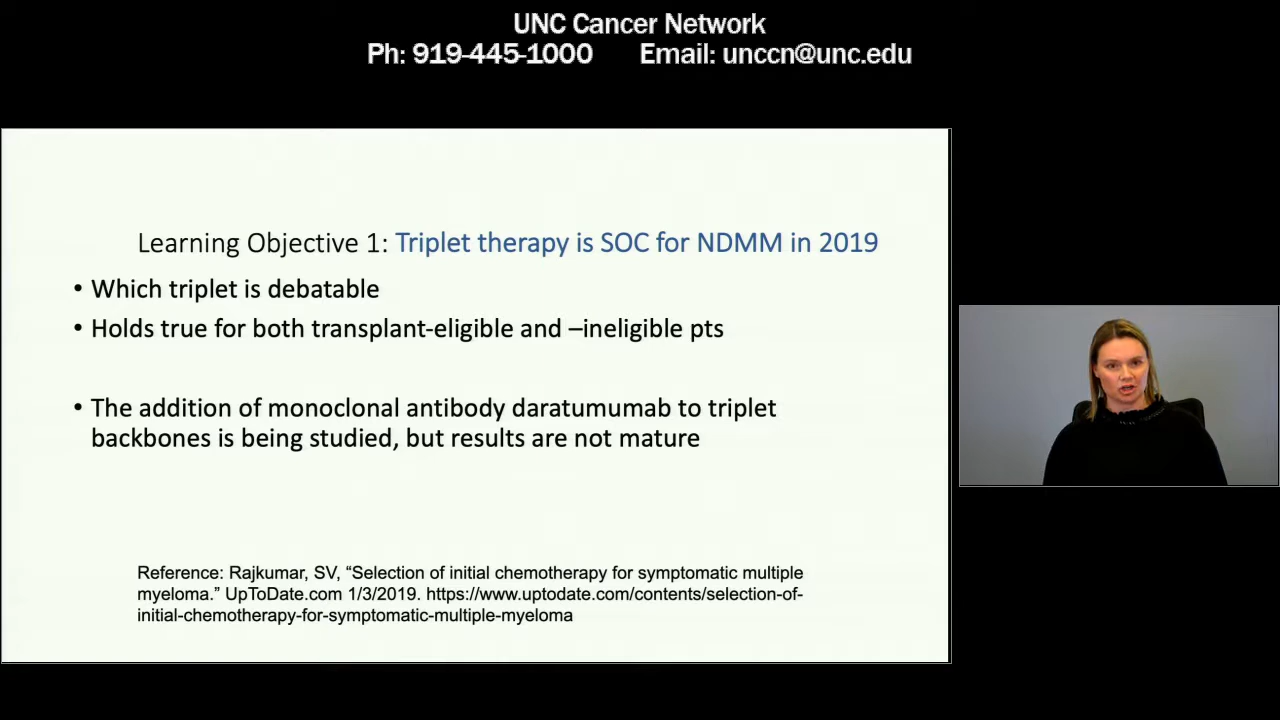 UNC Cancer Network
Ph: 919-445-1000 Email: unccn@unc.edu
Learning Objective 1: Triplet therapy is SOC for NDMM in 2019
• Which triplet is debatable
• Holds true for both transplant-eligible and –ineligible pts
• The addition of monoclonal antibody daratumumab to triplet
backbones is being studied, but results are not mature
Reference: Rajkumar, SV, “Selection of initial chemotherapy for symptomatic multiple
myeloma.” UpToDate.com 1/3/2019. https://www.uptodate.com/contents/selection-of-
initial-chemotherapy-for-symptomatic-multiple-myeloma